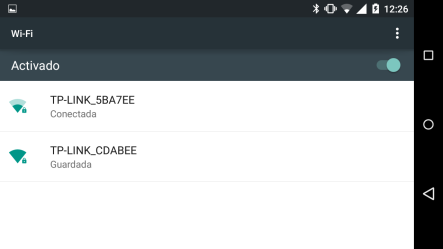 12:26
Wi-Fi
Activado
TP-LINK_5BA7EE
Conectada
TP-LINK_CDABEE
Guardada